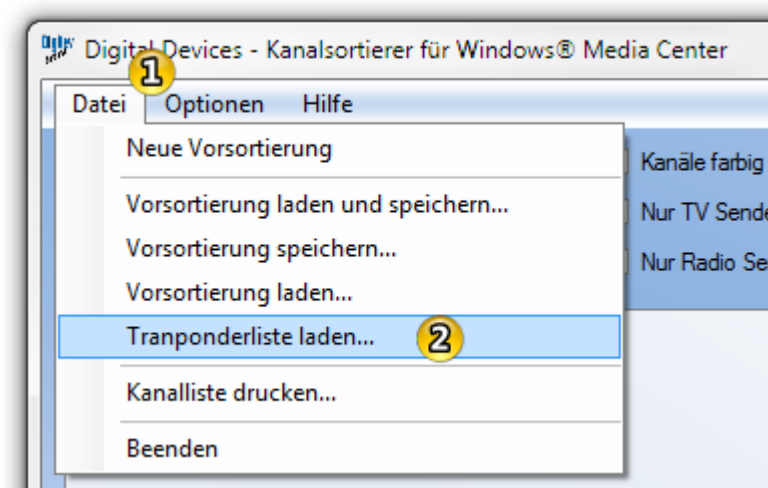 Digital Devices - Kanalsortierer für Windows® Media Center
1
Datei Optionen Hilfe
Neue Vorsortierung
Kanäle farbig
Vorsortierung laden und speichern...
Nur TV Sende
Vorsortierung speichern...
Nur Radio Se
Vorsortierung laden...
Tranponderliste laden... 2
Kanalliste drucken...
Beenden